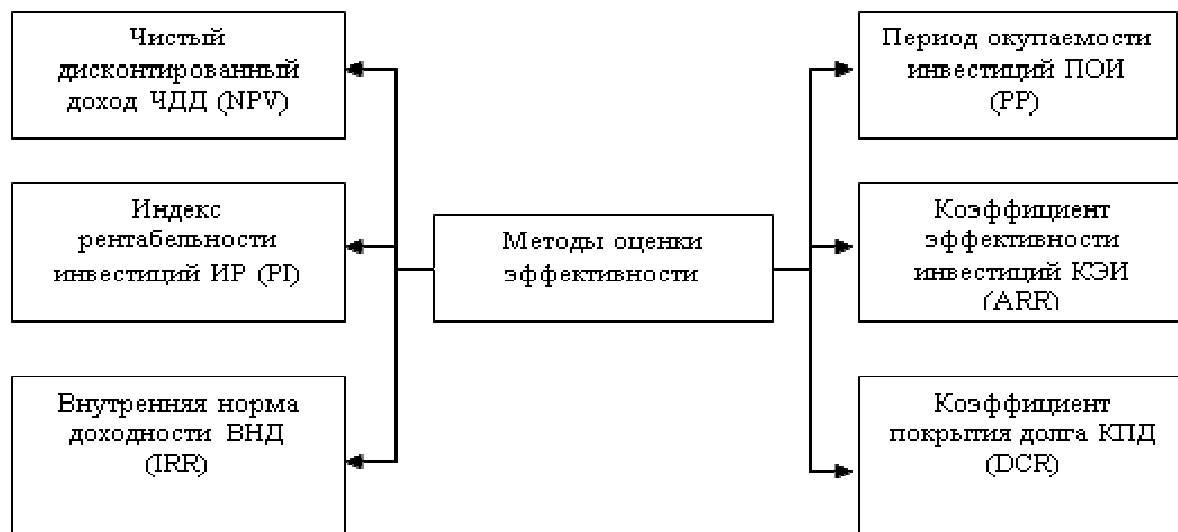 Чистый
дисконтированный
доход ЧДД (NPV)
Индекс
рентабельности
инвестиций ИР (PI)
Внутренняя норма
доходности ВНД
(IRR)
Методы оценки
эффективности
Период окупаемости
инвестиций ПОИ
(PP)
Коэффициент
эффективности
инвестиций КЭИ
(ARR)
Коэффициент
покрытия долга КПД
(DCR)